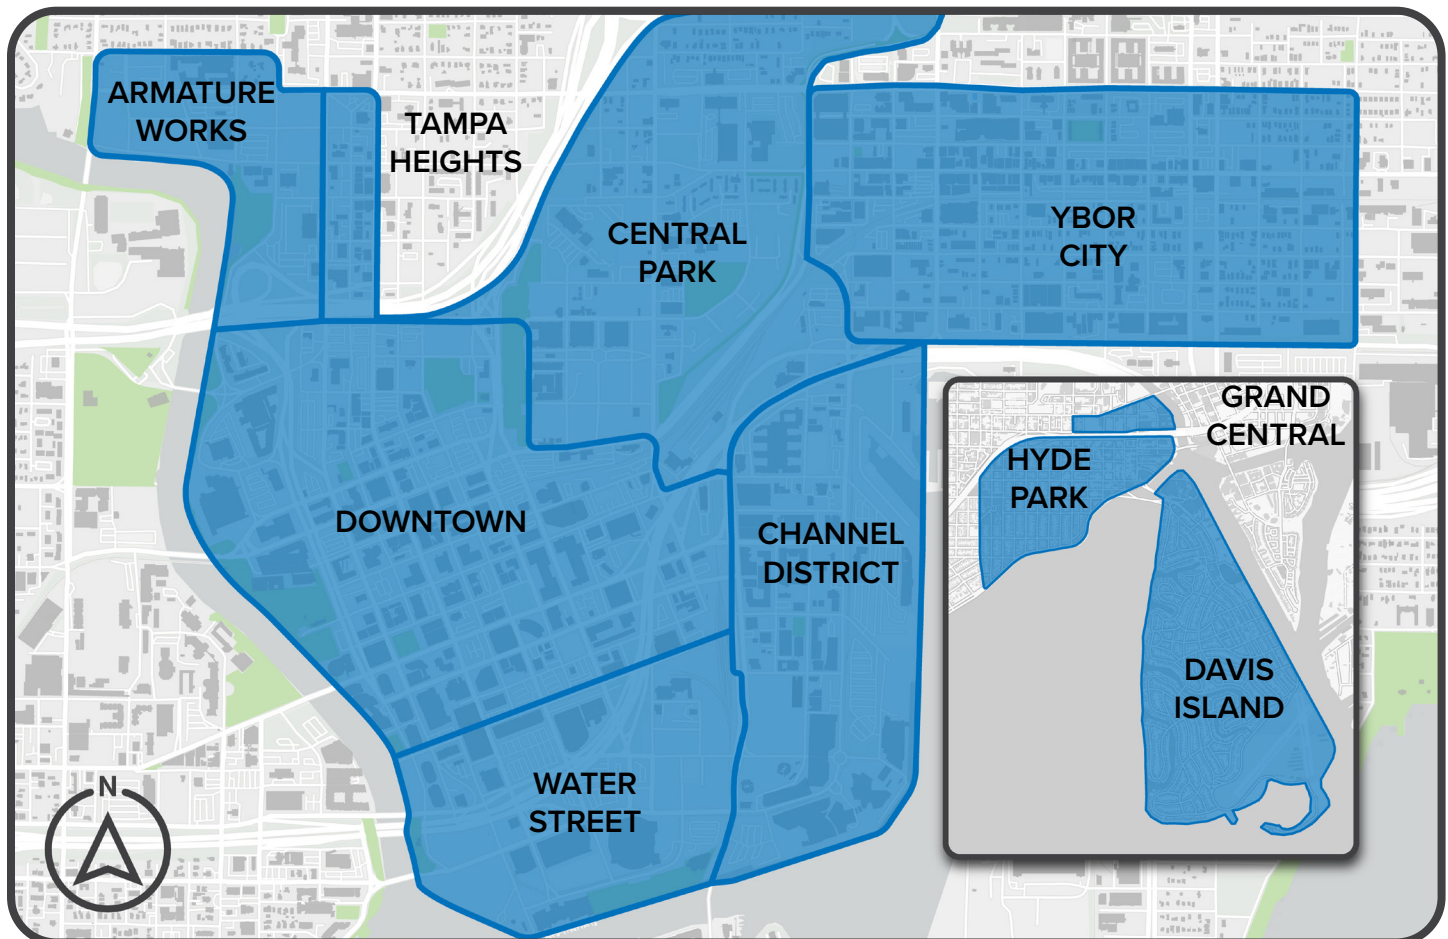 ARMATURE
WORKS
TAMPA
HEIGHTS
CENTRAL
PARK
YBOR
CITY
GRAND
CENTRAL
HYDE
PARK
DOWNTOWN
CHANNEL
DISTRICT
DAVIS
ISLAND
WATER
STREET
N